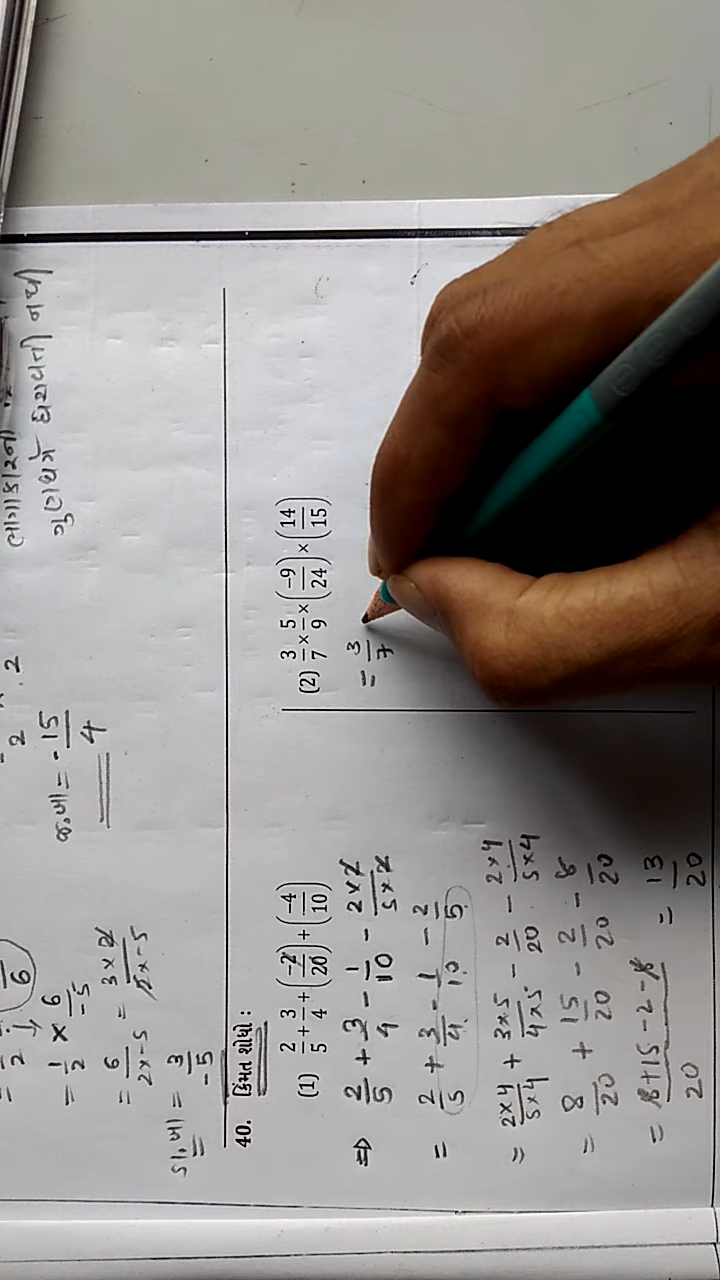 લાગાકારની
ગુણધર્મ ધરાવતી નથી
= 1/2 × 6/-5
= 6/2×-5 = 3×2/2×-5
ડા.બા = 3/-5
જ.બા = -15/4
40. કિંમત શોધો :
(1) 2/5 + 3/4 + (-2/20) + (-4/10)
⇒ 2/5 + 3/4 - 1/10 - 2×2/5×2
= 2/5 + 3/4 - 1/10 - 2/5
= 2×4/5×4 + 3×5/4×5 - 2/20 - 2×4/5×4
= 8/20 + 15/20 - 2/20 - 8/20
= 8+15-2-8/20 = 13/20
(2) 3/7 × 5/9 × (-9/24) × (14/15)
= 3/7